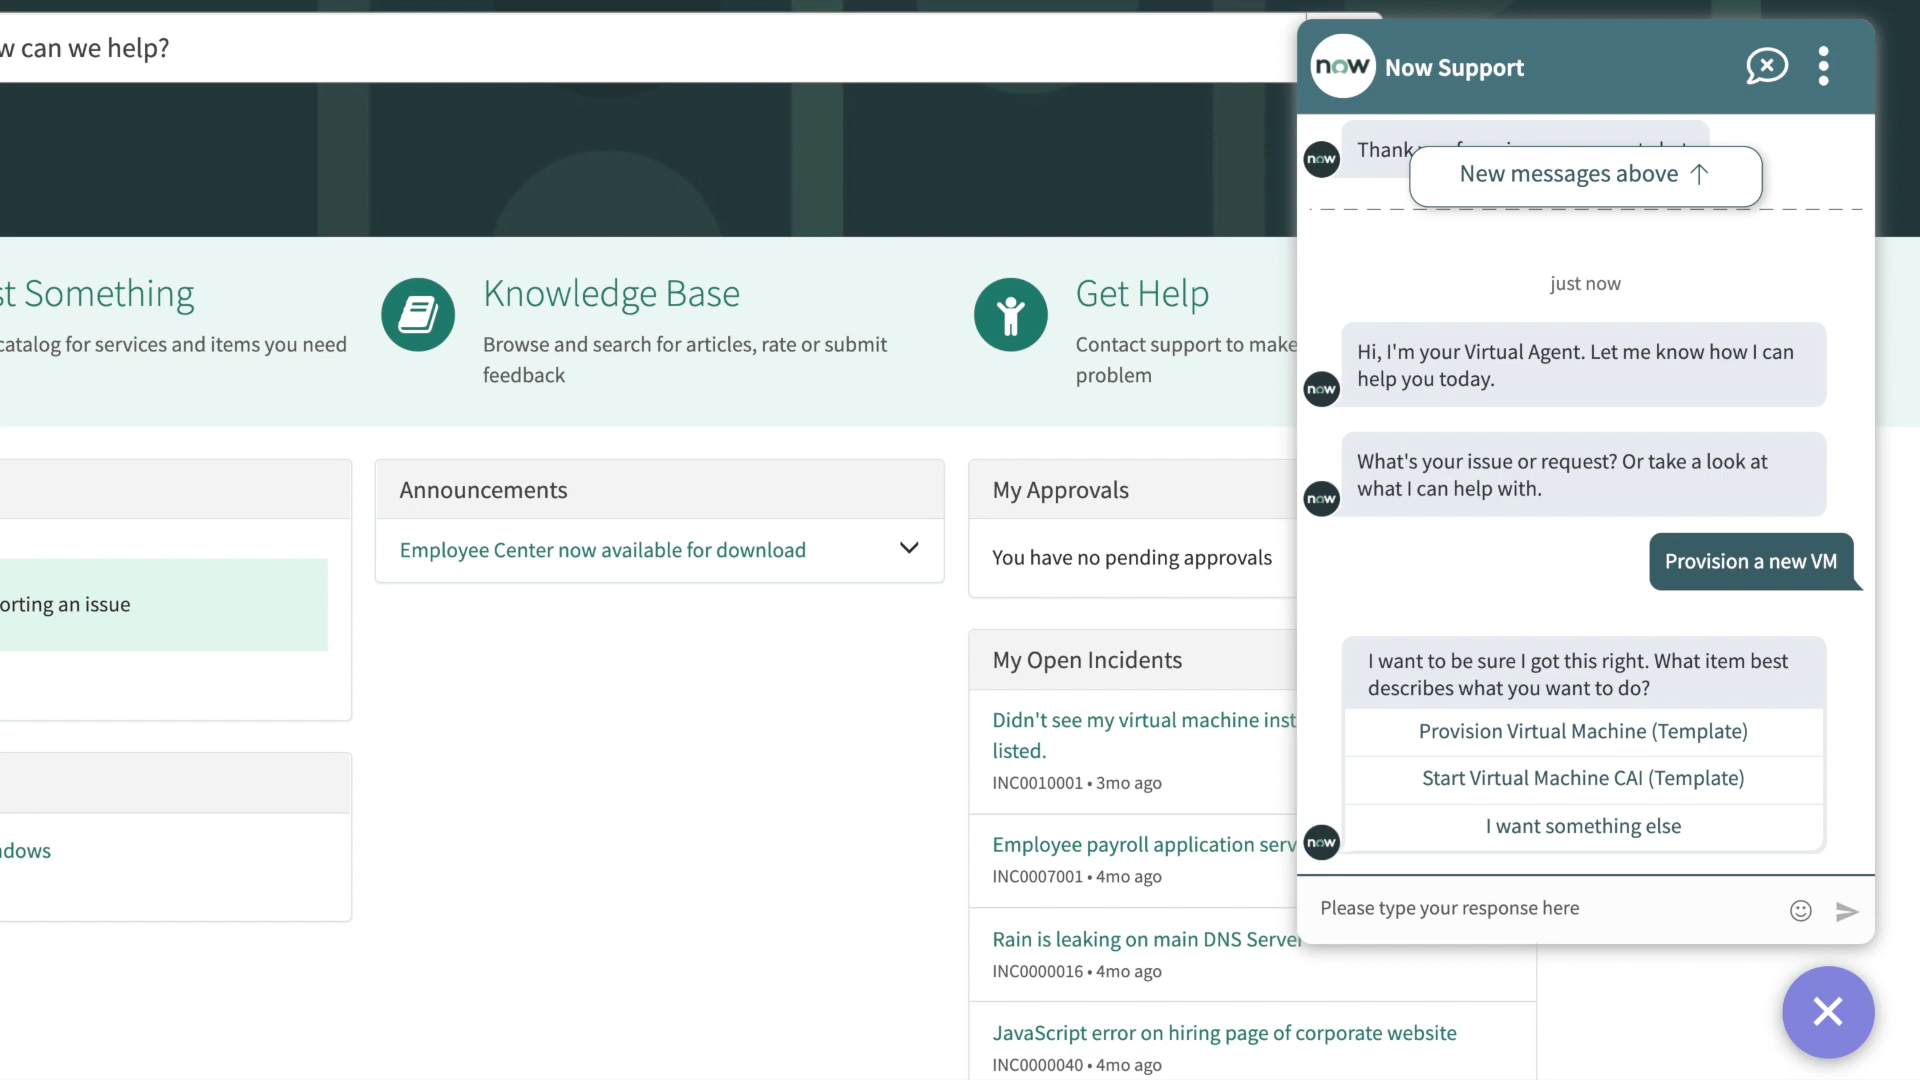 w can we help?
now
Now Support
now
Thank
New messages above ↑
just now
Hi, I'm your Virtual Agent. Let me know how I can
help you today.
now
What's your issue or request? Or take a look at
what I can help with.
now
Provision a new VM
I want to be sure I got this right. What item best
describes what you want to do?
Provision Virtual Machine (Template)
Start Virtual Machine CAI (Template)
I want something else
now
Please type your response here
st Something
catalog for services and items you need
Knowledge Base
Browse and search for articles, rate or submit
feedback
Get Help
Contact support to make
problem
orting an issue
dows
Announcements
Employee Center now available for download
My Approvals
You have no pending approvals
My Open Incidents
Didn't see my virtual machine inst
listed.
INC0010001 • 3mo ago
Employee payroll application serv
INC0007001 • 4mo ago
Rain is leaking on main DNS Server
INC0000016 • 4mo ago
JavaScript error on hiring page of corporate website
INC0000040 • 4mo ago